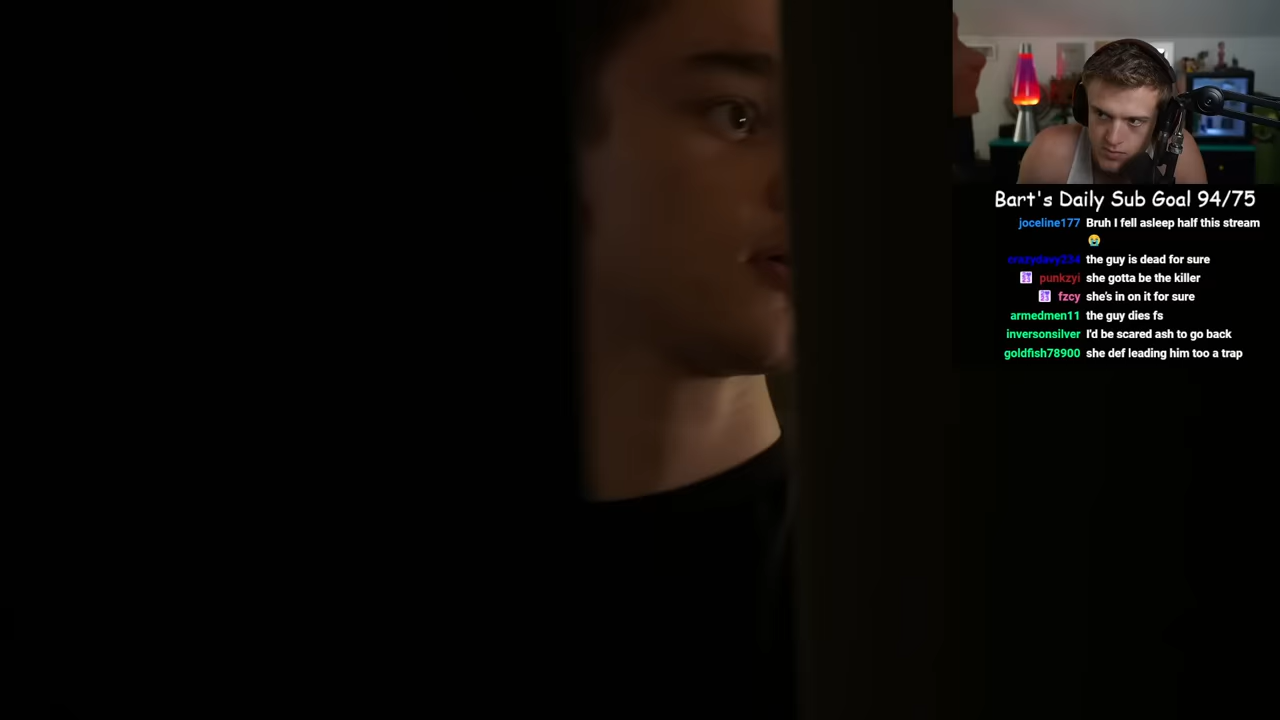 Bart's Daily Sub Goal 94/75
joceline177 Bruh I fell asleep half this stream
😭
crazydavy234 the guy is dead for sure
punkzyi she gotta be the killer
fzcy she's in on it for sure
armedmen11 the guy dies fs
inversonsilver I'd be scared ash to go back
goldfish78900 she def leading him too a trap